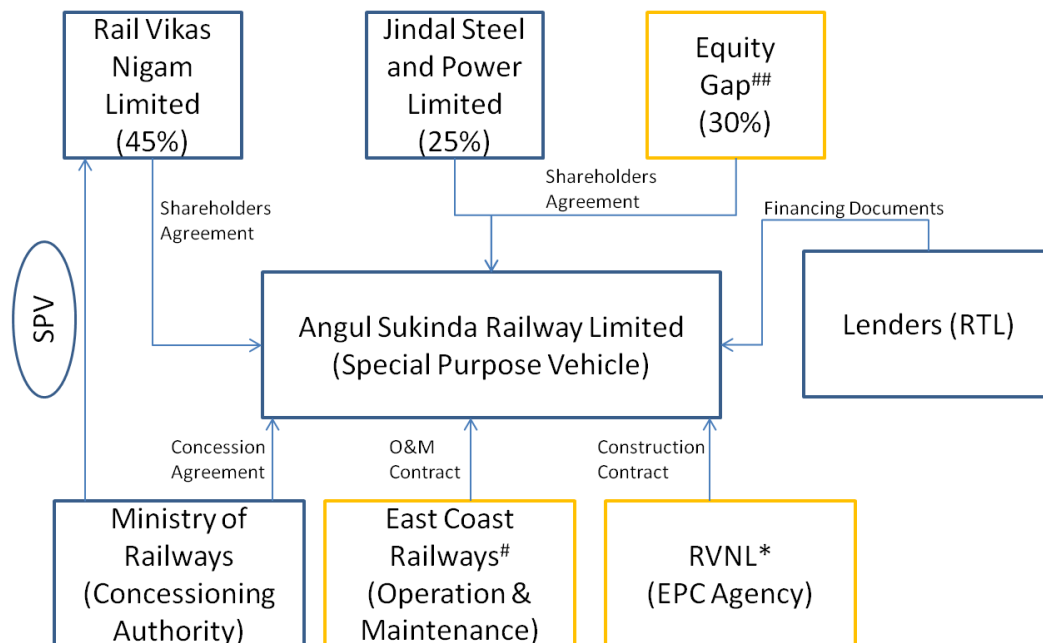 Rail Vikas
Nigam
Limited
(45%)
Jindal Steel
and Power
Limited
(25%)
Equity
Gap##
(30%)
Shareholders
Agreement
Shareholders
Agreement
Financing Documents
SPV
Angul Sukinda Railway Limited
(Special Purpose Vehicle)
Lenders (RTL)
Concession
Agreement
O&M
Contract
Construction
Contract
Ministry of
Railways
(Concessioning
Authority)
East Coast
Railways#
(Operation &
Maintenance)
RVNL*
(EPC Agency)